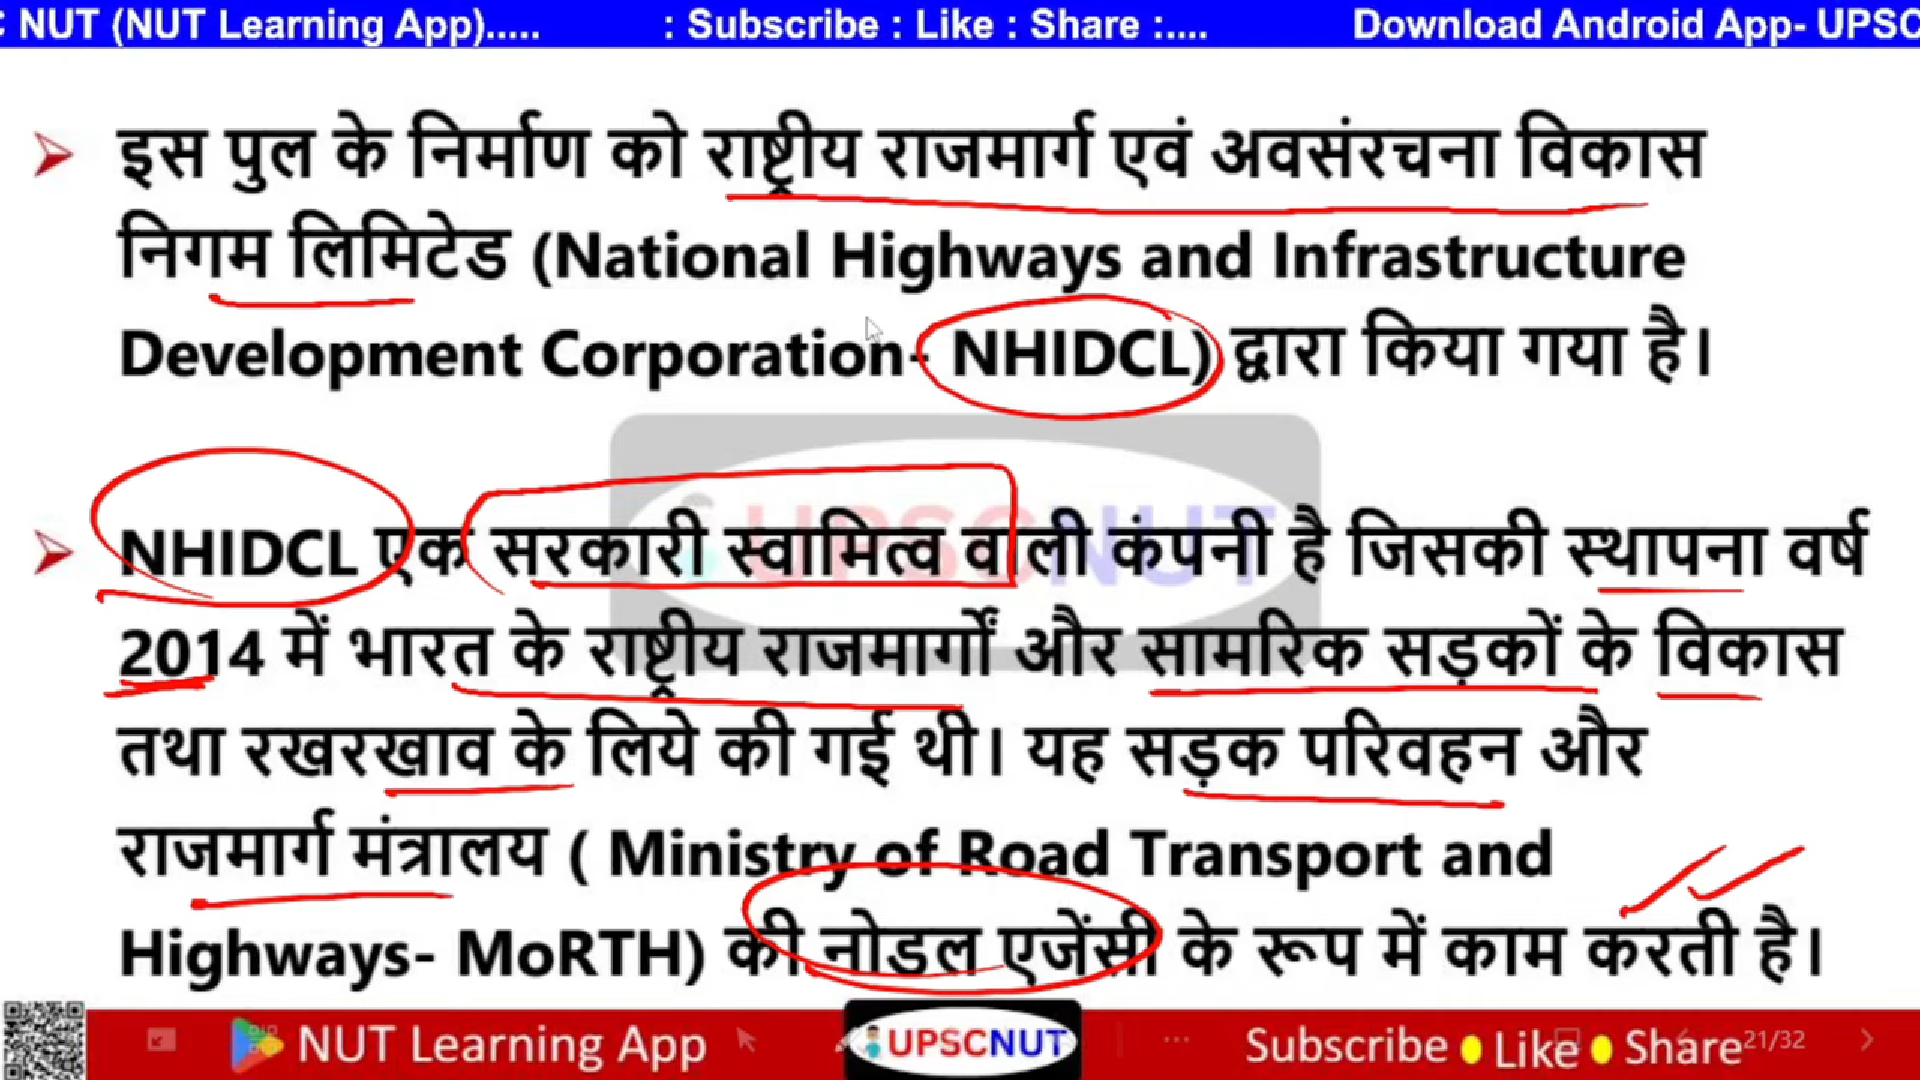 C NUT (NUT Learning App)..... : Subscribe : Like : Share :.... Download Android App- UPSC
इस पुल के निर्माण को राष्ट्रीय राजमार्ग एवं अवसंरचना विकास
निगम लिमिटेड (National Highways and Infrastructure
Development Corporation- NHIDCL) द्वारा किया गया है।
UPSCNUT
NHIDCL एक सरकारी स्वामित्व वाली कंपनी है जिसकी स्थापना वर्ष
2014 में भारत के राष्ट्रीय राजमार्गों और सामरिक सड़कों के विकास
तथा रखरखाव के लिये की गई थी। यह सड़क परिवहन और
राजमार्ग मंत्रालय ( Ministry of Road Transport and
Highways- MoRTH) की नोडल एजेंसी के रूप में काम करती है।
NUT Learning App UPSCNUT Subscribe Like Share 21/32